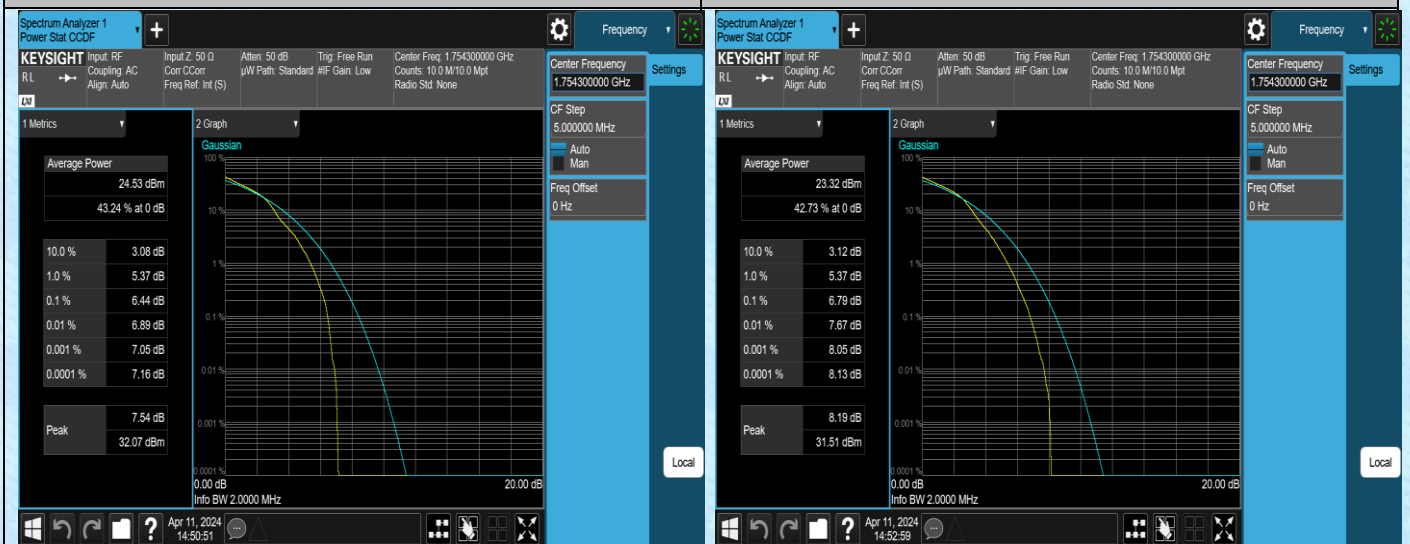 Spectrum Analyzer 1
Power Stat CCDF
Frequency
KEYSIGHT
Input: RF
Coupling: AC
Align: Auto
Input Z: 50 Ω
Corr CCorr
Freq Ref: Int (S)
Atten: 50 dB
µW Path: Standard
Trig: Free Run
#IF Gain: Low
Center Freq: 1.754300000 GHz
Counts: 10.0 M/10.0 Mpt
Radio Std: None
RL
LXI
Center Frequency
1.754300000 GHz
Settings
CF Step
5.000000 MHz
Auto
Man
Freq Offset
0 Hz
1 Metrics
2 Graph
Average Power
24.53 dBm
43.24 % at 0 dB
10.0 % 3.08 dB
1.0 % 5.37 dB
0.1 % 6.44 dB
0.01 % 6.89 dB
0.001 % 7.05 dB
0.0001 % 7.16 dB
Peak
7.54 dB
32.07 dBm
Gaussian
100 %
10 %
1 %
0.1 %
0.01 %
0.001 %
0.0001 %
0.00 dB 20.00 dB
Info BW 2.0000 MHz
Local
?
Apr 11, 2024
14:50:51
Spectrum Analyzer 1
Power Stat CCDF
Frequency
KEYSIGHT
Input: RF
Coupling: AC
Align: Auto
Input Z: 50 Ω
Corr CCorr
Freq Ref: Int (S)
Atten: 50 dB
µW Path: Standard
Trig: Free Run
#IF Gain: Low
Center Freq: 1.754300000 GHz
Counts: 10.0 M/10.0 Mpt
Radio Std: None
RL
LXI
Center Frequency
1.754300000 GHz
Settings
CF Step
5.000000 MHz
Auto
Man
Freq Offset
0 Hz
1 Metrics
2 Graph
Average Power
23.32 dBm
42.73 % at 0 dB
10.0 % 3.12 dB
1.0 % 5.37 dB
0.1 % 6.79 dB
0.01 % 7.67 dB
0.001 % 8.05 dB
0.0001 % 8.13 dB
Peak
8.19 dB
31.51 dBm
Gaussian
100 %
10 %
1 %
0.1 %
0.01 %
0.001 %
0.0001 %
0.00 dB 20.00 dB
Info BW 2.0000 MHz
Local
?
Apr 11, 2024
14:52:59